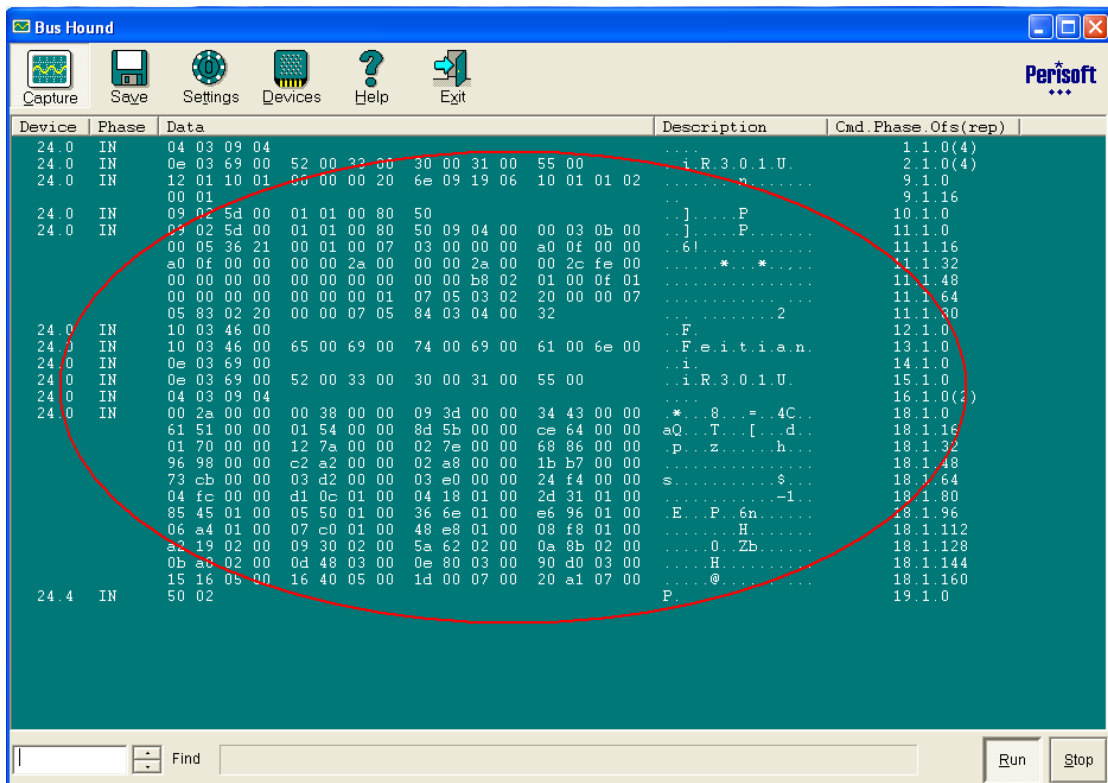 Bus Hound
Capture Save Settings Devices Help Exit
Perisoft
Device Phase Data Description Cmd.Phase.Ofs(rep)
24.0 IN 04 03 09 04 .... 1.1.0(4)
24.0 IN 0e 03 69 00 52 00 33 00 30 00 31 00 55 00 ..i.R.3.0.1.U. 2.1.0(4)
24.0 IN 12 01 10 01 00 00 00 20 6e 09 19 06 10 01 01 02 ....... n....... 9.1.0
00 01 .. 9.1.16
24.0 IN 09 02 5d 00 01 01 00 80 50 ..].....P 10.1.0
24.0 IN 09 02 5d 00 01 01 00 80 50 09 04 00 00 03 0b 00 ..].....P....... 11.1.0
00 05 36 21 00 01 00 07 03 00 00 00 a0 0f 00 00 ..6!............ 11.1.16
a0 0f 00 00 00 00 2a 00 00 00 2a 00 00 2c fe 00 ......*...*..,.. 11.1.32
00 00 00 00 00 00 00 00 00 00 b8 02 01 00 0f 01 ................ 11.1.48
00 00 00 00 00 00 00 01 07 05 03 02 20 00 00 07 ............ ... 11.1.64
05 83 02 20 00 00 07 05 84 03 04 00 32 ... ........2 11.1.80
24.0 IN 10 03 46 00 ..F. 12.1.0
24.0 IN 10 03 46 00 65 00 69 00 74 00 69 00 61 00 6e 00 ..F.e.i.t.i.a.n. 13.1.0
24.0 IN 0e 03 69 00 ..i. 14.1.0
24.0 IN 0e 03 69 00 52 00 33 00 30 00 31 00 55 00 ..i.R.3.0.1.U. 15.1.0
24.0 IN 04 03 09 04 .... 16.1.0(2)
24.0 IN 00 2a 00 00 00 38 00 00 09 3d 00 00 34 43 00 00 .*...8...=..4C.. 18.1.0
61 51 00 00 01 54 00 00 8d 5b 00 00 ce 64 00 00 aQ...T...[...d.. 18.1.16
01 70 00 00 12 7a 00 00 02 7e 00 00 68 86 00 00 .p...z......h... 18.1.32
96 98 00 00 c2 a2 00 00 02 a8 00 00 1b b7 00 00 ................ 18.1.48
73 cb 00 00 03 d2 00 00 03 e0 00 00 24 f4 00 00 s...........$... 18.1.64
04 fc 00 00 d1 0c 01 00 04 18 01 00 2d 31 01 00 ............-1.. 18.1.80
85 45 01 00 05 50 01 00 36 6e 01 00 e6 96 01 00 .E...P..6n...... 18.1.96
06 a4 01 00 07 c0 01 00 48 e8 01 00 08 f8 01 00 ........H....... 18.1.112
a2 19 02 00 09 30 02 00 5a 62 02 00 0a 8b 02 00 .....0..Zb...... 18.1.128
0b a0 02 00 0d 48 03 00 0e 80 03 00 90 d0 03 00 .....H.......... 18.1.144
15 16 05 00 16 40 05 00 1d 00 07 00 20 a1 07 00 .....@...... ... 18.1.160
24.4 IN 50 02 P. 19.1.0
Find Run Stop